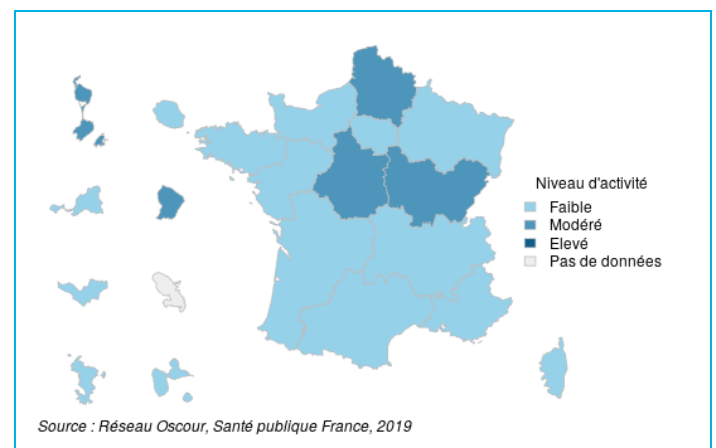 Niveau d'activité
Faible
Modéré
Elevé
Pas de données
Source : Réseau Oscour, Santé publique France, 2019